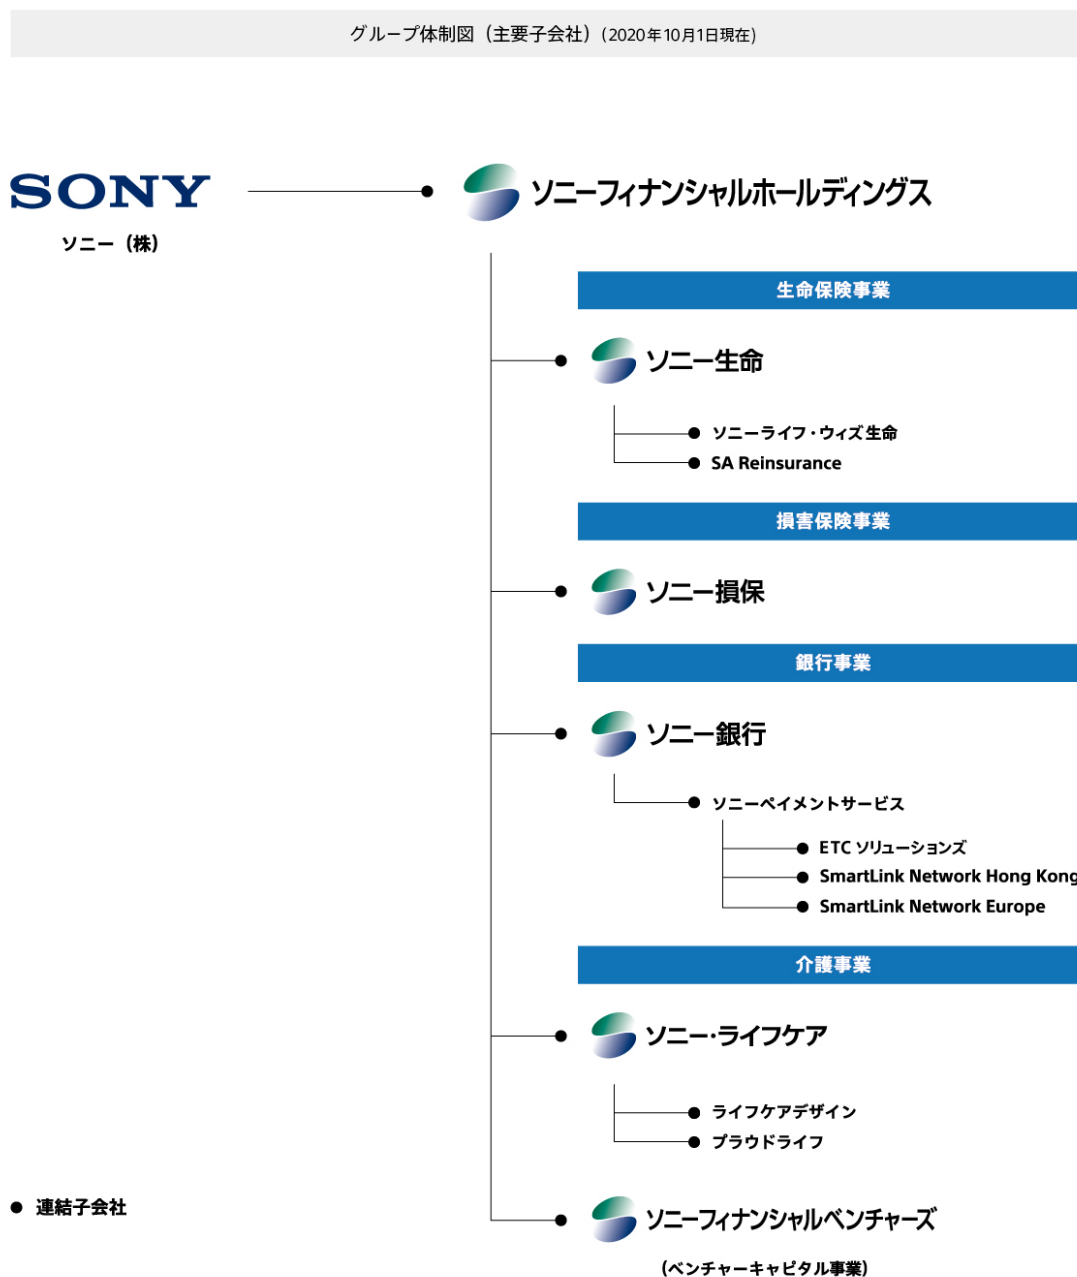 グループ体制図（主要子会社）(2020年10月1日現在)
SONY
ソニーフィナンシャルホールディングス
ソニー（株）
生命保険事業
ソニー生命
ソニーライフ・ウィズ生命
SA Reinsurance
損害保険事業
ソニー損保
銀行事業
ソニー銀行
ソニーペイメントサービス
ETC ソリューションズ
SmartLink Network Hong Kong
SmartLink Network Europe
介護事業
ソニー・ライフケア
ライフケアデザイン
プラウドライフ
連結子会社
ソニーフィナンシャルベンチャーズ
（ベンチャーキャピタル事業）